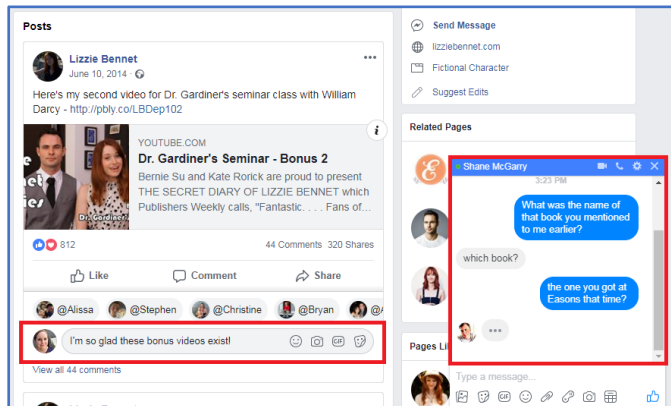 Posts
Lizzie Bennet
June 10, 2014
Here's my second video for Dr. Gardiner's seminar class with William
Darcy - http://pbly.co/LBDep102
YOUTUBE.COM
Dr. Gardiner's Seminar - Bonus 2
Bernie Su and Kate Rorick are proud to present
THE SECRET DIARY OF LIZZIE BENNET which
Publishers Weekly calls, "Fantastic. . . . Fans of...
Dr. Gardiner
812
44 Comments 320 Shares
Like Comment Share
@Alissa @Stephen @Christine @Bryan
I'm so glad these bonus videos exist!
GIF
View all 44 comments
Send Message
lizziebennet.com
Fictional Character
Suggest Edits
Related Pages
Pages Li
Shane McGarry
3:23 PM
What was the name of
that book you mentioned
to me earlier?
which book?
the one you got at
Easons that time?
Type a message...
GIF